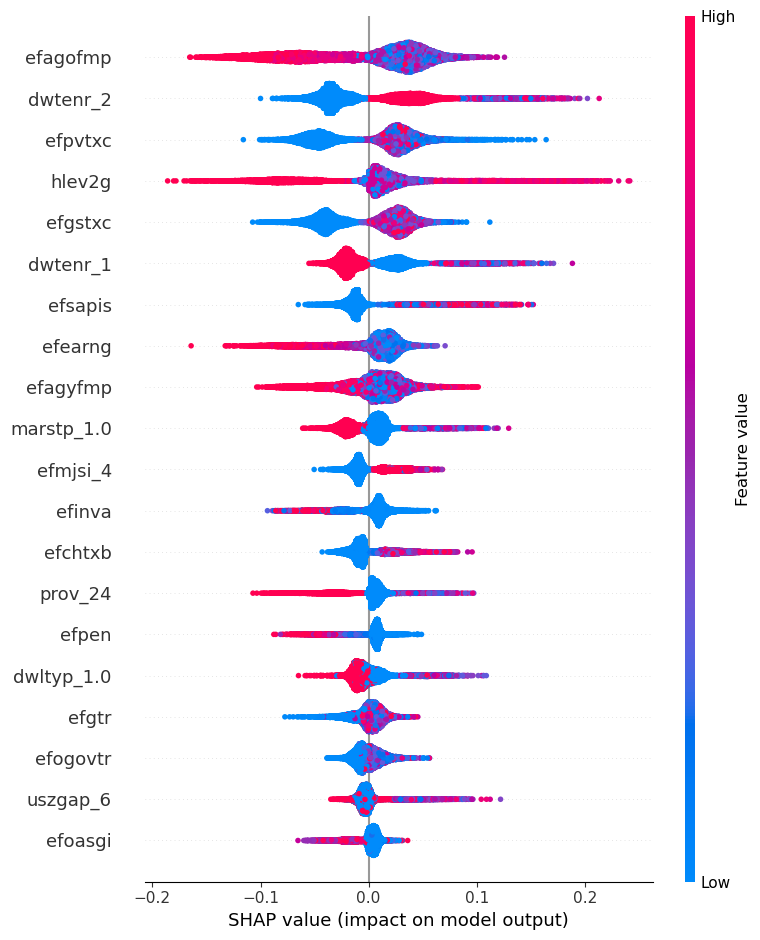 High
efagofmp
dwtenr_2
efpvtxc
hlev2g
efgstxc
dwtenr_1
efsapis
efearng
efagyfmp
marstp_1.0
efmjsi_4
efinva
efchtxb
prov_24
efpen
dwltyp_1.0
efgtr
efogovtr
uszgap_6
efoasgi
Feature value
Low
−0.2 −0.1 0.0 0.1 0.2
SHAP value (impact on model output)